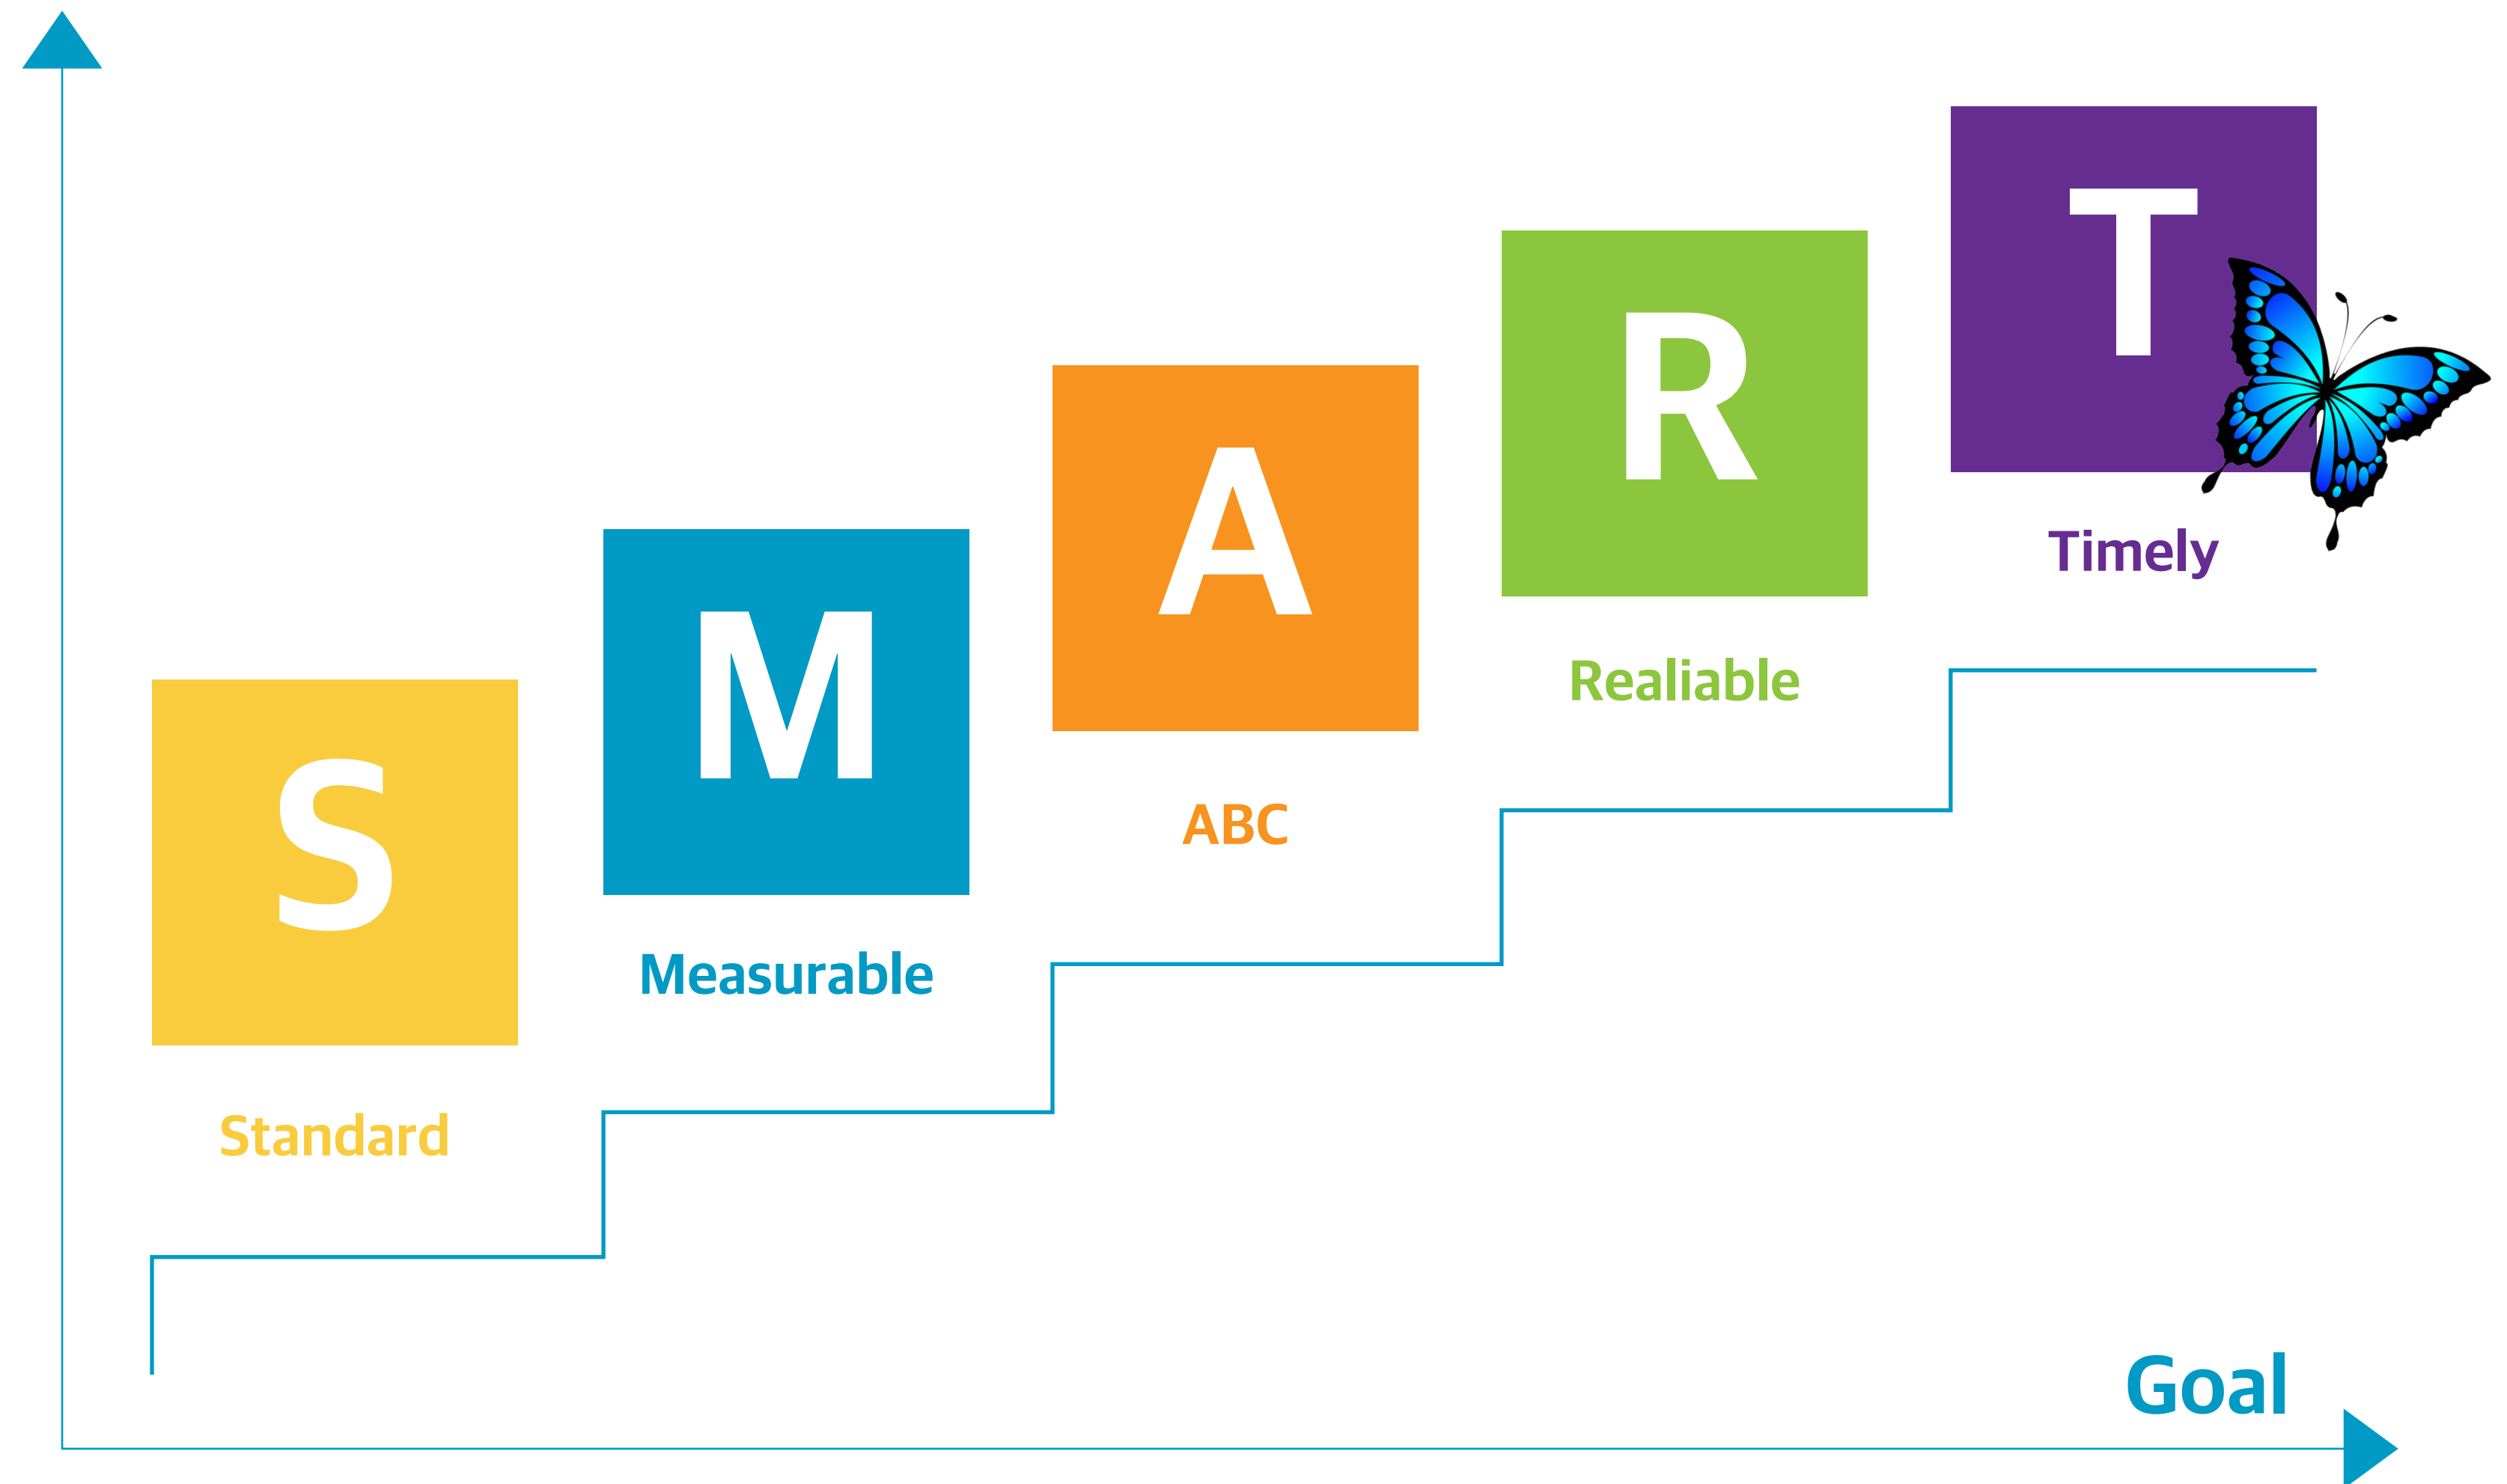 S
Standard
M
Measurable
A
ABC
R
Realiable
T
Timely
Goal